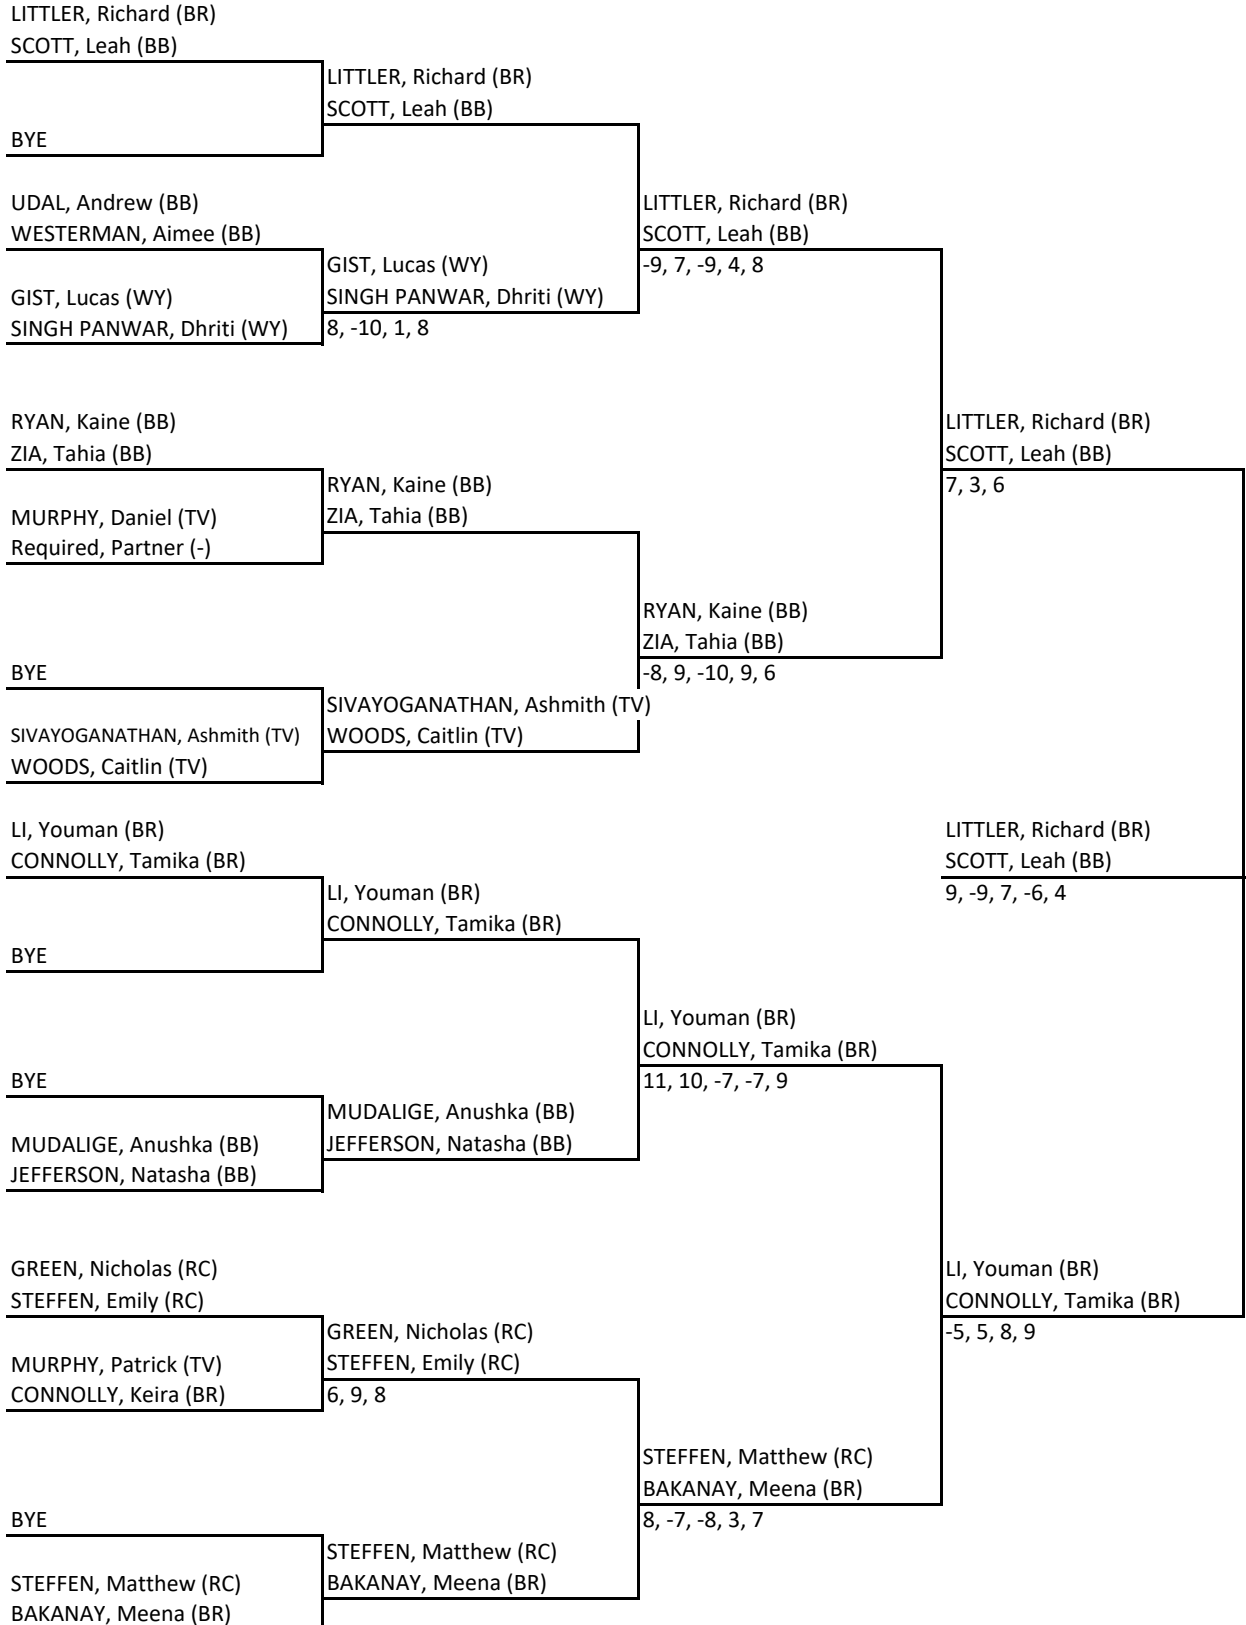 LITTLER, Richard (BR)
SCOTT, Leah (BB)
LITTLER, Richard (BR)
SCOTT, Leah (BB)
BYE
UDAL, Andrew (BB)
WESTERMAN, Aimee (BB)
LITTLER, Richard (BR)
SCOTT, Leah (BB)
-9, 7, -9, 4, 8
GIST, Lucas (WY)
SINGH PANWAR, Dhriti (WY)
8, -10, 1, 8
GIST, Lucas (WY)
SINGH PANWAR, Dhriti (WY)
RYAN, Kaine (BB)
ZIA, Tahia (BB)
LITTLER, Richard (BR)
SCOTT, Leah (BB)
7, 3, 6
RYAN, Kaine (BB)
ZIA, Tahia (BB)
MURPHY, Daniel (TV)
Required, Partner (-)
RYAN, Kaine (BB)
ZIA, Tahia (BB)
-8, 9, -10, 9, 6
BYE
SIVAYOGANATHAN, Ashmith (TV)
WOODS, Caitlin (TV)
SIVAYOGANATHAN, Ashmith (TV)
WOODS, Caitlin (TV)
LI, Youman (BR)
CONNOLLY, Tamika (BR)
LITTLER, Richard (BR)
SCOTT, Leah (BB)
9, -9, 7, -6, 4
LI, Youman (BR)
CONNOLLY, Tamika (BR)
BYE
LI, Youman (BR)
CONNOLLY, Tamika (BR)
11, 10, -7, -7, 9
BYE
MUDALIGE, Anushka (BB)
JEFFERSON, Natasha (BB)
MUDALIGE, Anushka (BB)
JEFFERSON, Natasha (BB)
GREEN, Nicholas (RC)
STEFFEN, Emily (RC)
LI, Youman (BR)
CONNOLLY, Tamika (BR)
-5, 5, 8, 9
GREEN, Nicholas (RC)
STEFFEN, Emily (RC)
6, 9, 8
MURPHY, Patrick (TV)
CONNOLLY, Keira (BR)
STEFFEN, Matthew (RC)
BAKANAY, Meena (BR)
8, -7, -8, 3, 7
BYE
STEFFEN, Matthew (RC)
BAKANAY, Meena (BR)
STEFFEN, Matthew (RC)
BAKANAY, Meena (BR)